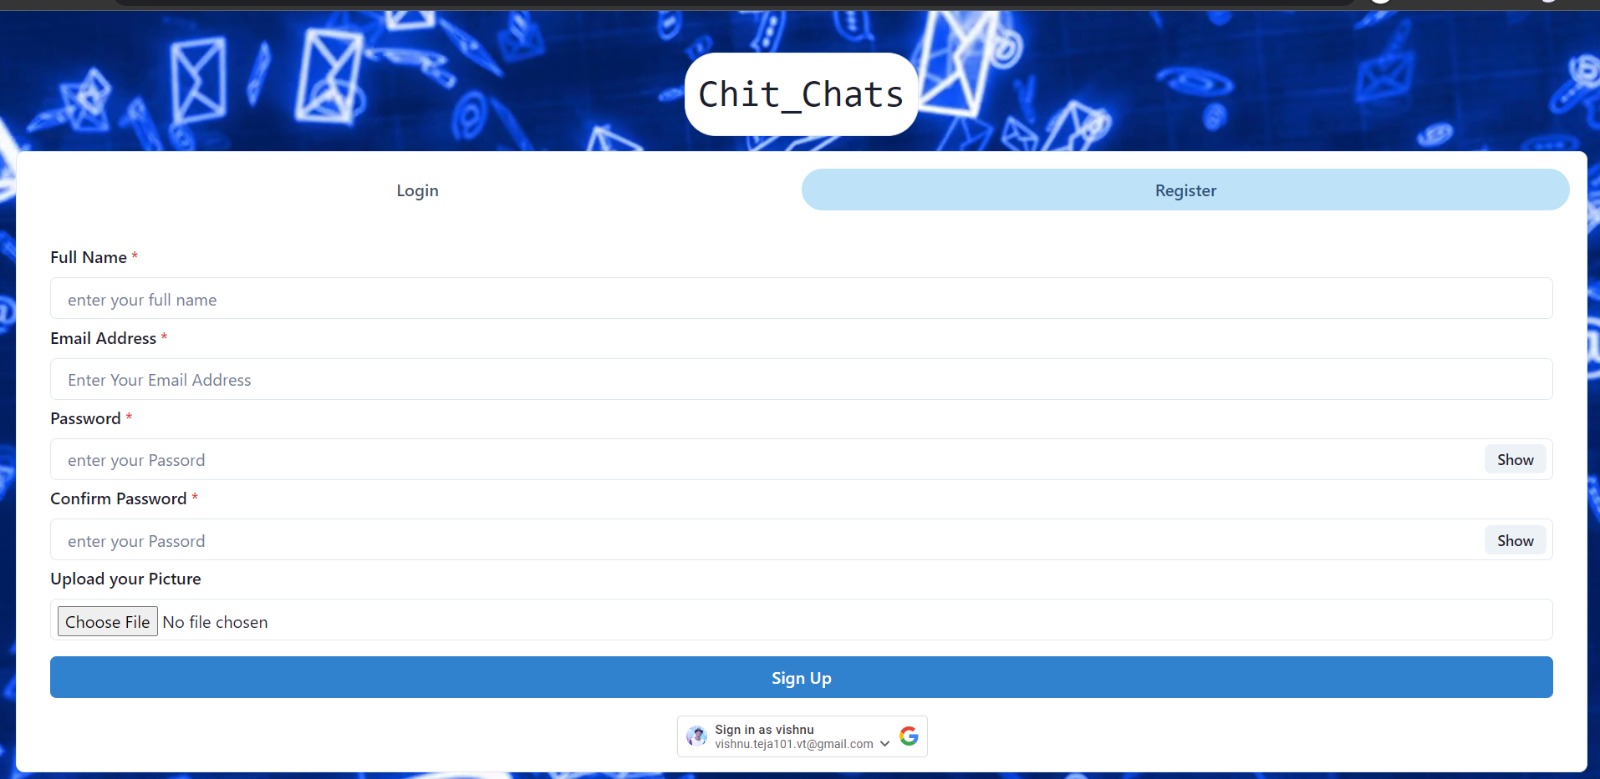 Chit_Chats
Login
Register
Full Name *
enter your full name
Email Address *
Enter Your Email Address
Password *
enter your Passord
Show
Confirm Password *
enter your Passord
Show
Upload your Picture
Choose File No file chosen
Sign Up
Sign in as vishnu
vishnu.teja101.vt@gmail.com